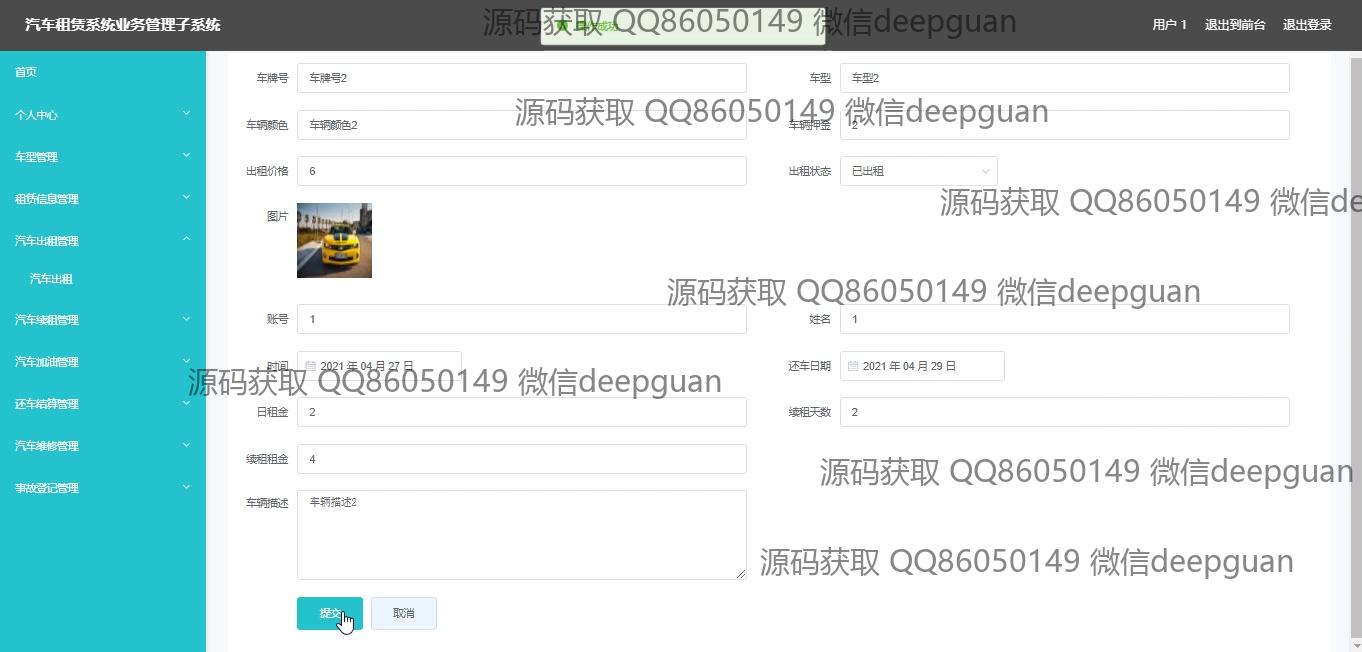 汽车租赁系统业务管理子系统
源码获取 QQ86050149 微信deepguan
操作成功
用户 1 退出到前台 退出登录
首页
个人中心
车型管理
租赁信息管理
汽车出租管理
汽车出租
汽车续租管理
汽车加油管理
还车结算管理
汽车维修管理
事故登记管理
车牌号 车牌号2 车型 车型2
源码获取 QQ86050149 微信deepguan
车辆颜色 车辆颜色2 车辆押金 2
出租价格 6 出租状态 已出租
源码获取 QQ86050149 微信de
图片
源码获取 QQ86050149 微信deepguan
账号 1 姓名 1
时间 2021 年 04 月 27 日 还车日期 2021 年 04 月 29 日
源码获取 QQ86050149 微信deepguan
日租金 2 续租天数 2
续租租金 4
源码获取 QQ86050149 微信deepguan
车辆描述 车辆描述2
源码获取 QQ86050149 微信deepguan
提交 取消